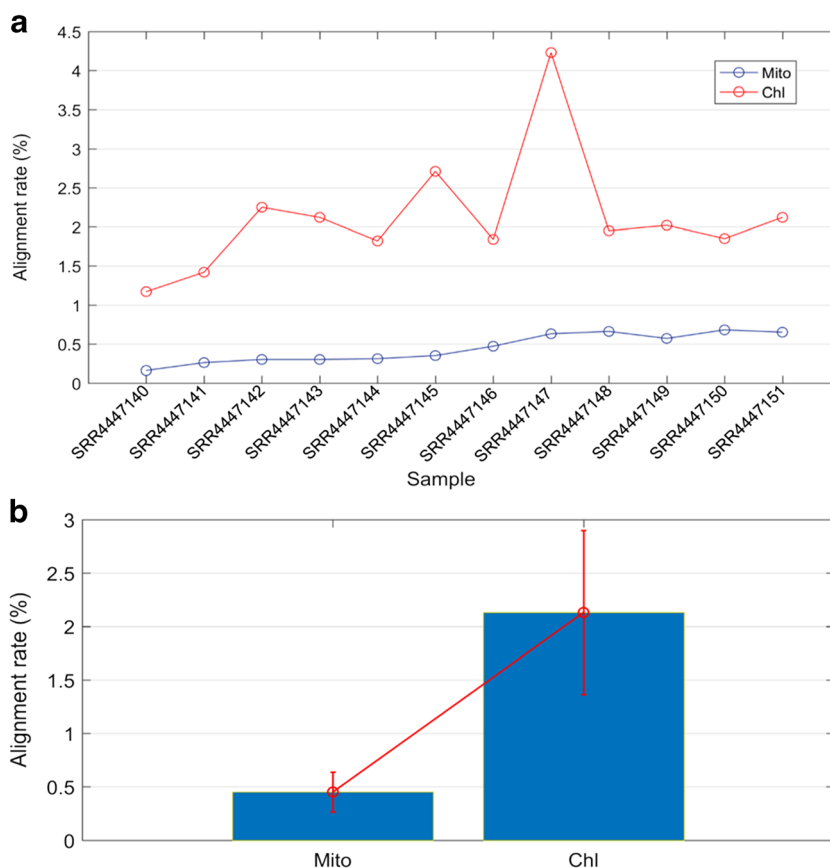 a
4.5
4
3.5
3
2.5
2
1.5
1
0.5
0
Alignment rate (%)
Mito
Chl
SRR4447140
SRR4447141
SRR4447142
SRR4447143
SRR4447144
SRR4447145
SRR4447146
SRR4447147
SRR4447148
SRR4447149
SRR4447150
SRR4447151
Sample
b
3
2.5
2
1.5
1
0.5
0
Alignment rate (%)
Mito
Chl